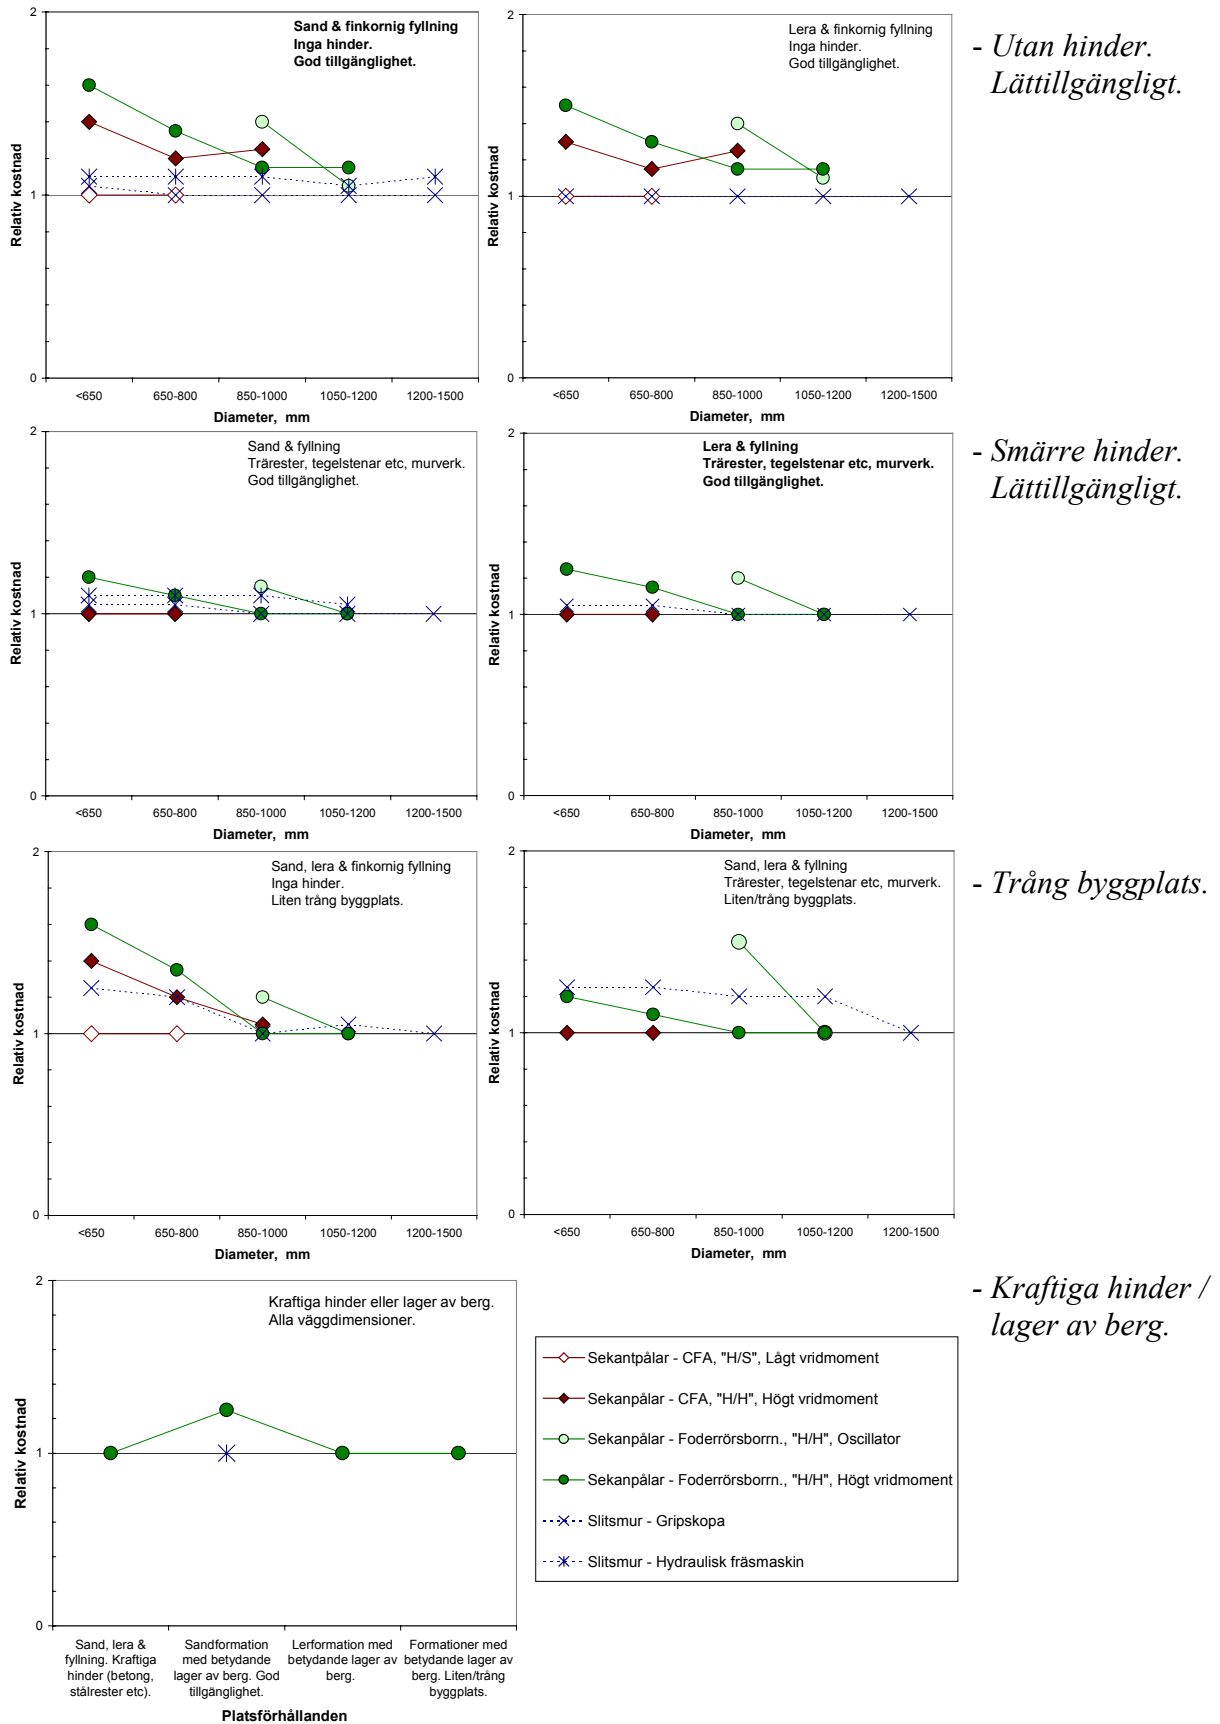 Sand & finkornig fyllning
Inga hinder.
God tillgänglighet.
2
1
0
Relativ kostnad
<650 650-800 850-1000 1050-1200 1200-1500
Diameter, mm
Lera & finkornig fyllning
Inga hinder.
God tillgänglighet.
2
1
0
Relativ kostnad
<650 650-800 850-1000 1050-1200 1200-1500
Diameter, mm
- Utan hinder.
Lättillgängligt.
Sand & fyllning
Trärester, tegelstenar etc, murverk.
God tillgänglighet.
2
1
0
Relativ kostnad
<650 650-800 850-1000 1050-1200 1200-1500
Diameter, mm
Lera & fyllning
Trärester, tegelstenar etc, murverk.
God tillgänglighet.
2
1
0
Relativ kostnad
<650 650-800 850-1000 1050-1200 1200-1500
Diameter, mm
- Smärre hinder.
Lättillgängligt.
Sand, lera & finkornig fyllning
Inga hinder.
Liten trång byggplats.
2
1
0
Relativ kostnad
<650 650-800 850-1000 1050-1200 1200-1500
Diameter, mm
Sand, lera & fyllning
Trärester, tegelstenar etc, murverk.
Liten/trång byggplats.
2
1
0
Relativ kostnad
<650 650-800 850-1000 1050-1200 1200-1500
Diameter, mm
- Trång byggplats.
Kraftiga hinder eller lager av berg.
Alla väggdimensioner.
2
1
0
Relativ kostnad
Sand, lera &
fyllning. Kraftiga
hinder (betong,
stålrester etc).
Sandformation
med betydande
lager av berg. God
tillgänglighet.
Lerformation med
betydande lager av
berg.
Formationer med
betydande lager av
berg. Liten/trång
byggplats.
Platsförhållanden
Sekantpålar - CFA, "H/S", Lågt vridmoment
Sekanpålar - CFA, "H/H", Högt vridmoment
Sekanpålar - Foderrörsborrn., "H/H", Oscillator
Sekanpålar - Foderrörsborrn., "H/H", Högt vridmoment
Slitsmur - Gripskopa
Slitsmur - Hydraulisk fräsmaskin
- Kraftiga hinder /
lager av berg.